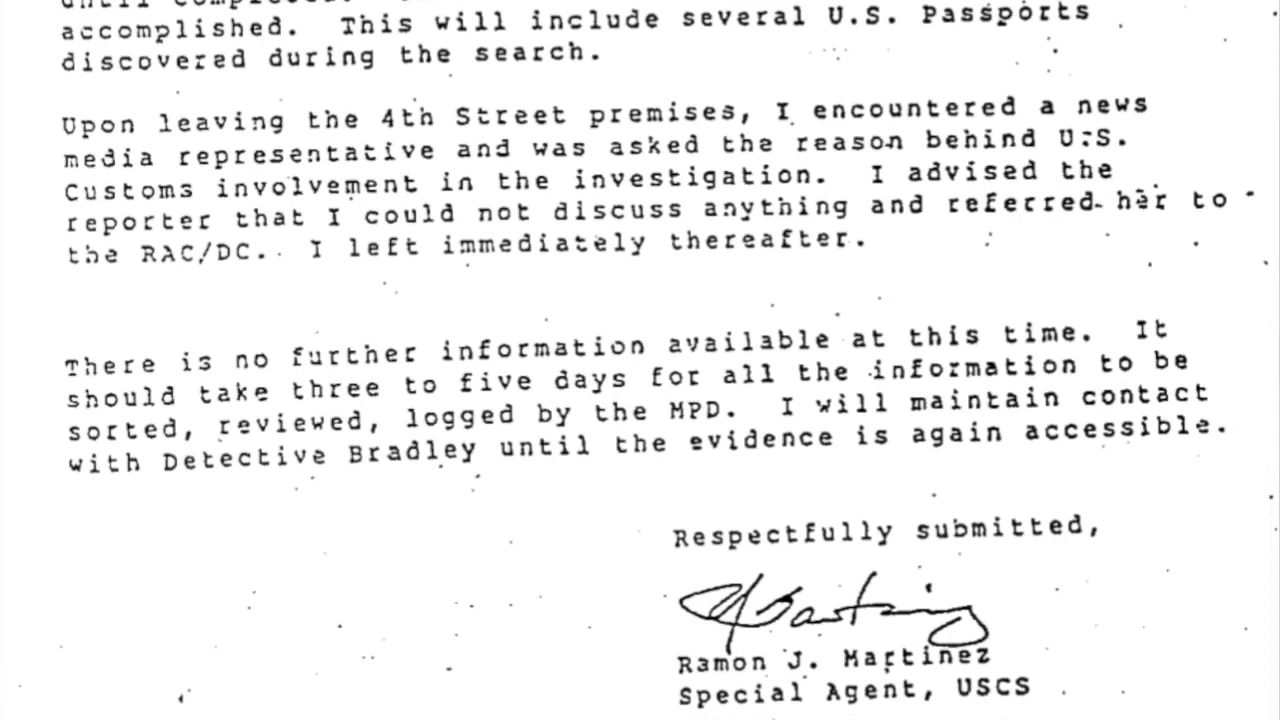 until completed.
accomplished. This will include several U.S. Passports
discovered during the search.
Upon leaving the 4th Street premises, I encountered a news
media representative and was asked the reason behind U.S.
Customs involvement in the investigation. I advised the
reporter that I could not discuss anything and referred her to
the RAC/DC. I left immediately thereafter.
There is no further information available at this time. It
should take three to five days for all the information to be
sorted, reviewed, logged by the MPD. I will maintain contact
with Detective Bradley until the evidence is again accessible.
Respectfully submitted,
Ramon J. Martinez
Special Agent, USCS